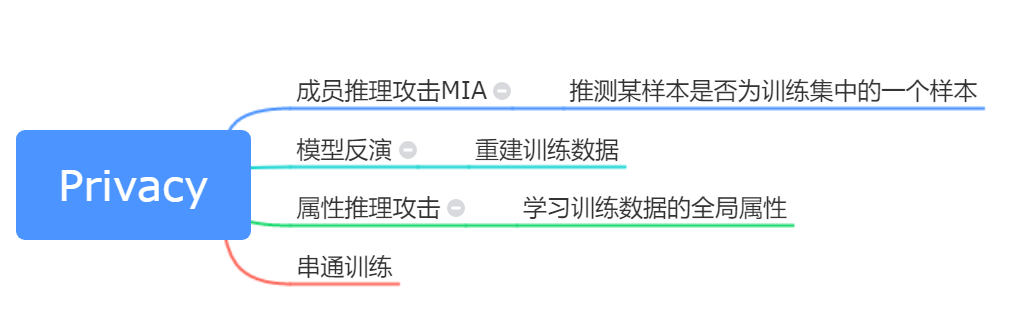 Privacy
成员推理攻击MIA
推测某样本是否为训练集中的一个样本
模型反演
重建训练数据
属性推理攻击
学习训练数据的全局属性
串通训练